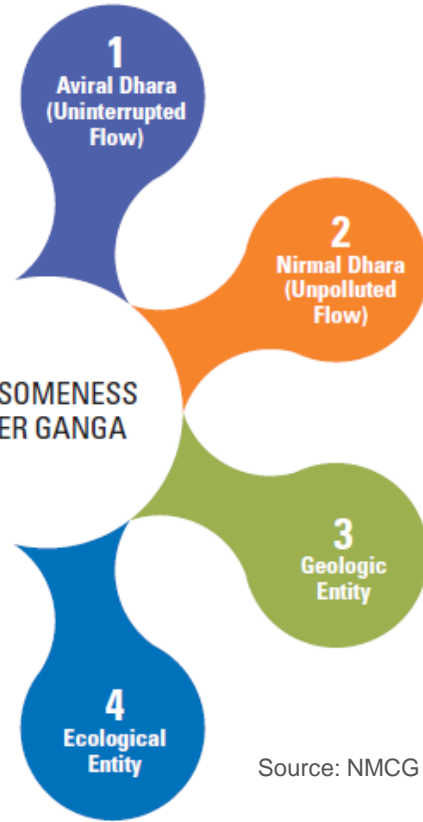 1
Aviral Dhara
(Uninterrupted
Flow)
2
Nirmal Dhara
(Unpolluted
Flow)
SOMENESS
ER GANGA
3
Geologic
Entity
4
Ecological
Entity
Source: NMCG